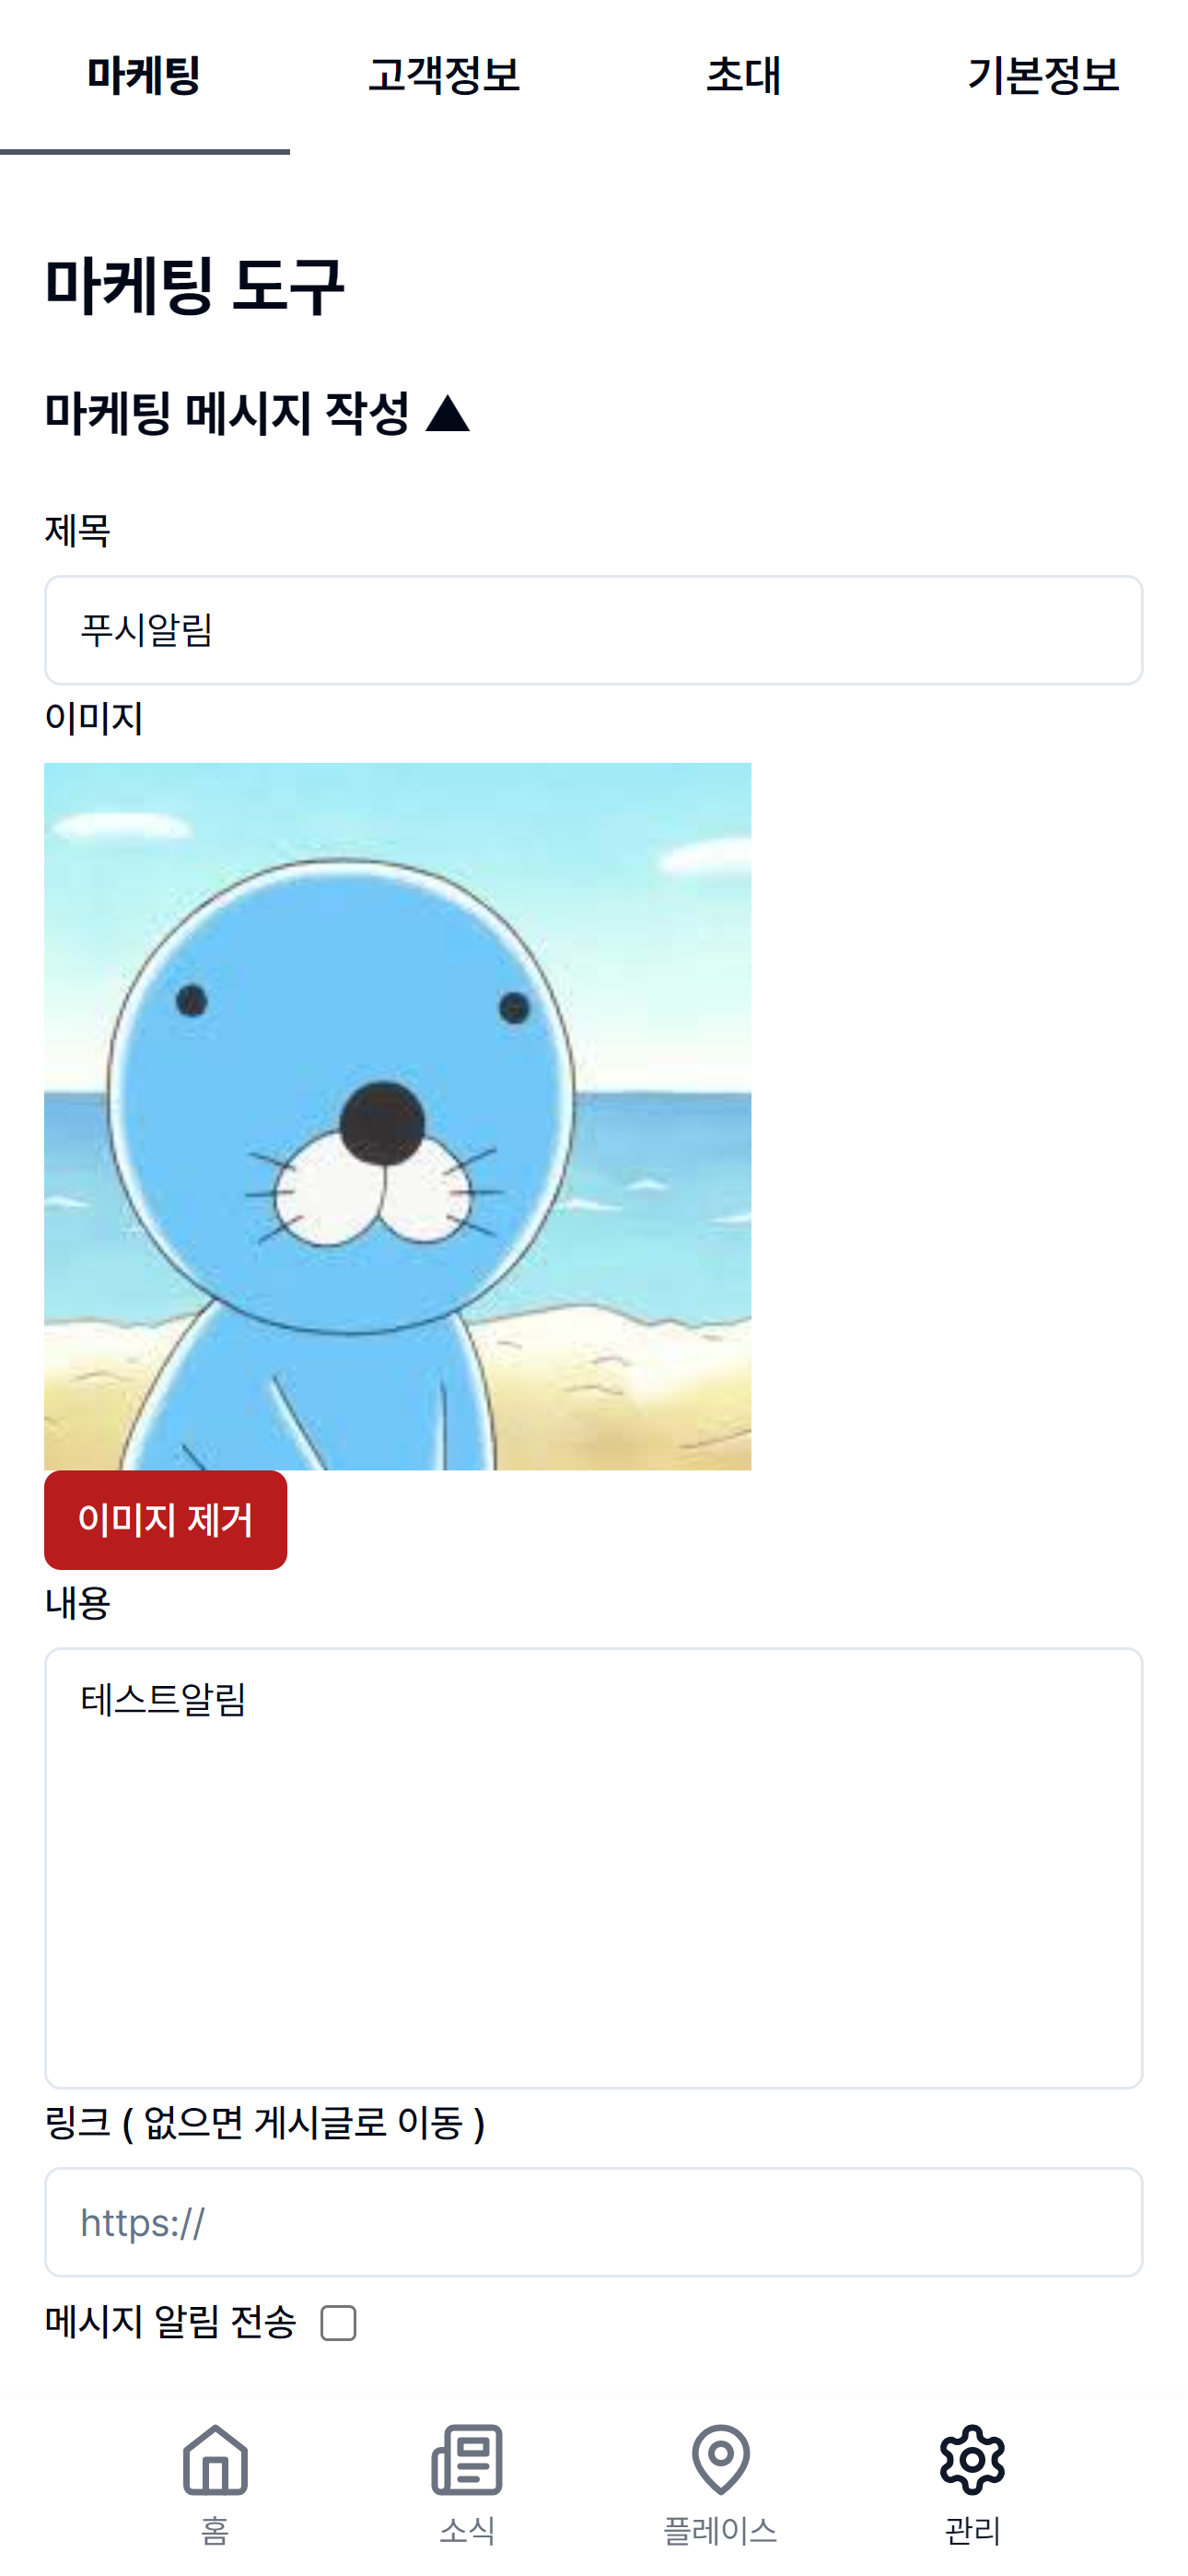 마케팅 고객정보 초대 기본정보
마케팅 도구
마케팅 메시지 작성 ▲
제목
푸시알림
이미지
이미지 제거
내용
테스트알림
링크 ( 없으면 게시글로 이동 )
https://
메시지 알림 전송
홈 소식 플레이스 관리